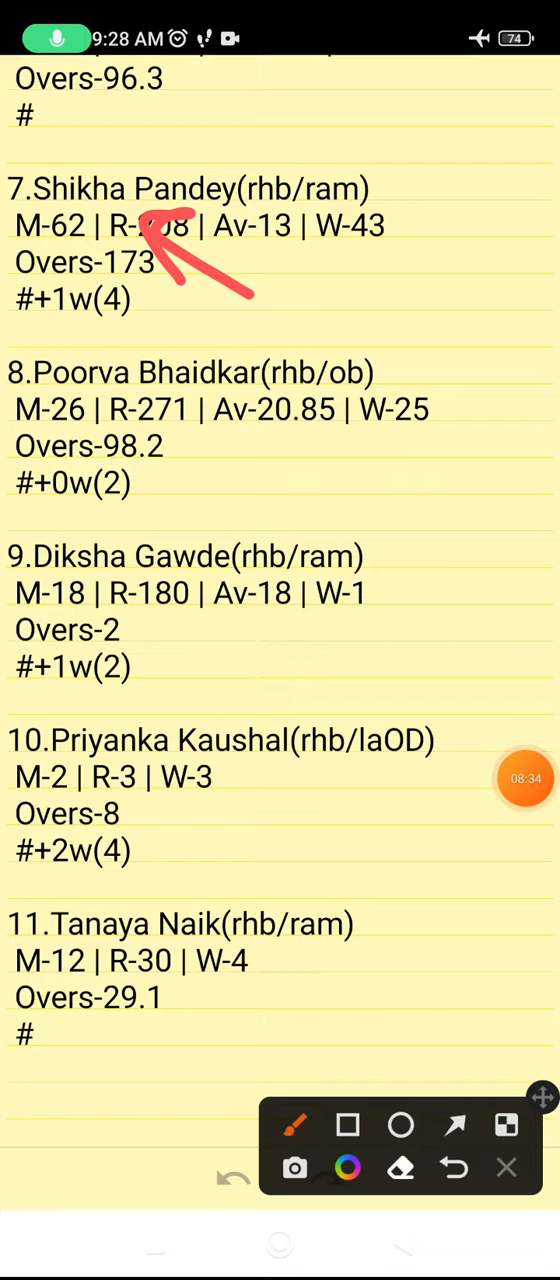 9:28 AM
74
Overs-96.3
#
7.Shikha Pandey(rhb/ram)
M-62 | R-208 | Av-13 | W-43
Overs-173
#+1w(4)
8.Poorva Bhaidkar(rhb/ob)
M-26 | R-271 | Av-20.85 | W-25
Overs-98.2
#+0w(2)
9.Diksha Gawde(rhb/ram)
M-18 | R-180 | Av-18 | W-1
Overs-2
#+1w(2)
10.Priyanka Kaushal(rhb/laOD)
M-2 | R-3 | W-3
08:34
Overs-8
#+2w(4)
11.Tanaya Naik(rhb/ram)
M-12 | R-30 | W-4
Overs-29.1
#